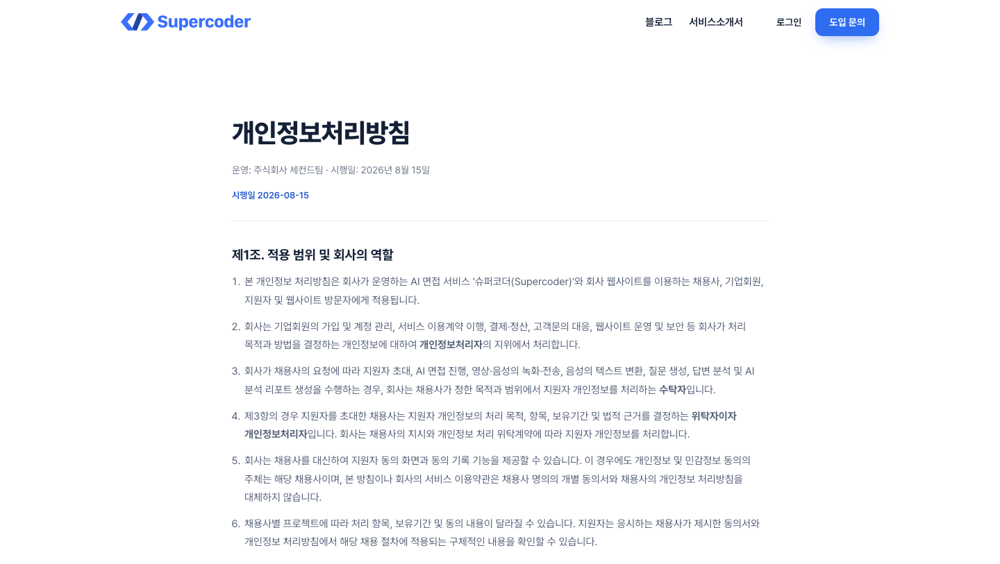 Supercoder
블로그
서비스소개서
로그인
도입 문의
개인정보처리방침
운영: 주식회사 세컨드팀 · 시행일: 2026년 8월 15일
시행일 2026-08-15
제1조. 적용 범위 및 회사의 역할
1. 본 개인정보 처리방침은 회사가 운영하는 AI 면접 서비스 '슈퍼코더(Supercoder)'와 회사 웹사이트를 이용하는 채용사, 기업회원,
지원자 및 웹사이트 방문자에게 적용됩니다.
2. 회사는 기업회원의 가입 및 계정 관리, 서비스 이용계약 이행, 결제·정산, 고객문의 대응, 웹사이트 운영 및 보안 등 회사가 처리
목적과 방법을 결정하는 개인정보에 대하여 개인정보처리자의 지위에서 처리합니다.
3. 회사가 채용사의 요청에 따라 지원자 초대, AI 면접 진행, 영상·음성의 녹화·전송, 음성의 텍스트 변환, 질문 생성, 답변 분석 및 AI
분석 리포트 생성을 수행하는 경우, 회사는 채용사가 정한 목적과 범위에서 지원자 개인정보를 처리하는 수탁자입니다.
4. 제3항의 경우 지원자를 초대한 채용사는 지원자 개인정보의 처리 목적, 항목, 보유기간 및 법적 근거를 결정하는 위탁자이자
개인정보처리자입니다. 회사는 채용사의 지시와 개인정보 처리 위탁계약에 따라 지원자 개인정보를 처리합니다.
5. 회사는 채용사를 대신하여 지원자 동의 화면과 동의 기록 기능을 제공할 수 있습니다. 이 경우에도 개인정보 및 민감정보 동의의
주체는 해당 채용사이며, 본 방침이나 회사의 서비스 이용약관은 채용사 명의의 개별 동의서와 채용사의 개인정보 처리방침을
대체하지 않습니다.
6. 채용사별 프로젝트에 따라 처리 항목, 보유기간 및 동의 내용이 달라질 수 있습니다. 지원자는 응시하는 채용사가 제시한 동의서와
개인정보 처리방침에서 해당 채용 절차에 적용되는 구체적인 내용을 확인할 수 있습니다.